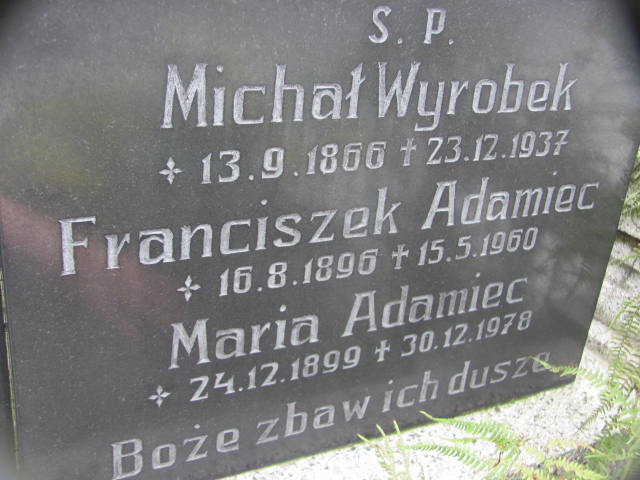 S. P.
Michał Wyrobek
✣ 13.9.1866 ✝ 23.12.1937
Franciszek Adamiec
✣ 16.8.1896 ✝ 15.5.1960
Maria Adamiec
✣ 24.12.1899 ✝ 30.12.1978
Boże zbaw ich dusze